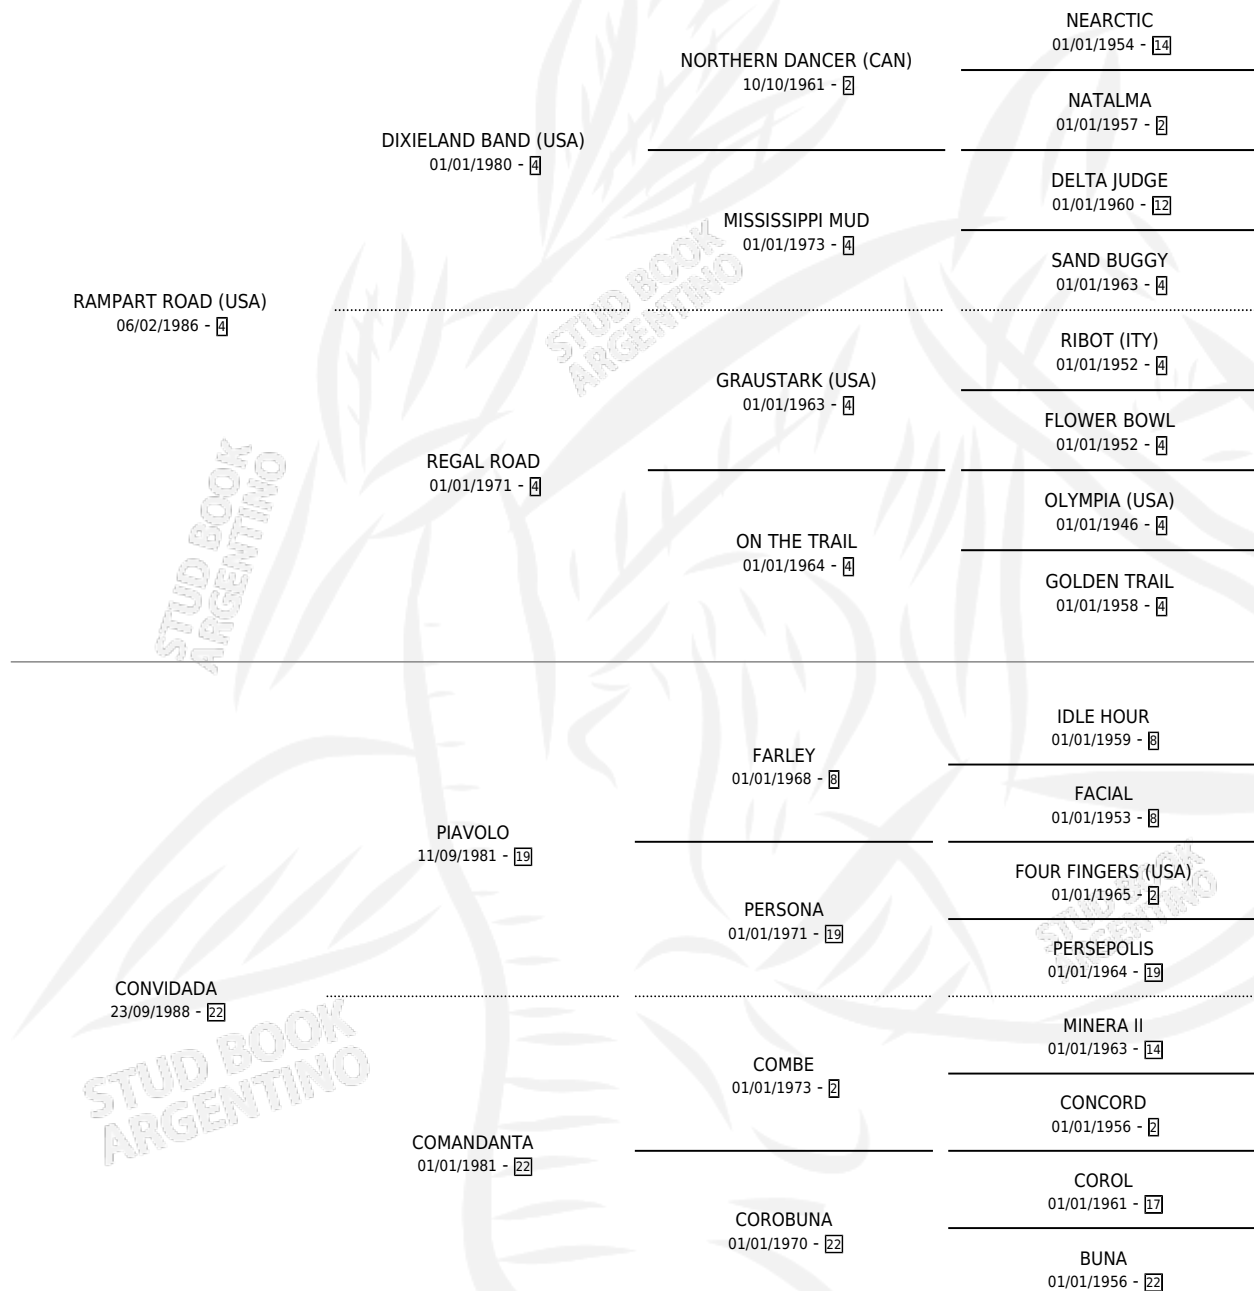 NEARCTIC
01/01/1954 - 14
NORTHERN DANCER (CAN)
10/10/1961 - 2
NATALMA
01/01/1957 - 2
DIXIELAND BAND (USA)
01/01/1980 - 4
DELTA JUDGE
01/01/1960 - 12
MISSISSIPPI MUD
01/01/1973 - 4
SAND BUGGY
01/01/1963 - 4
RAMPART ROAD (USA)
06/02/1986 - 4
RIBOT (ITY)
01/01/1952 - 4
GRAUSTARK (USA)
01/01/1963 - 4
FLOWER BOWL
01/01/1952 - 4
REGAL ROAD
01/01/1971 - 4
OLYMPIA (USA)
01/01/1946 - 4
ON THE TRAIL
01/01/1964 - 4
GOLDEN TRAIL
01/01/1958 - 4
IDLE HOUR
01/01/1959 - 8
FARLEY
01/01/1968 - 8
FACIAL
01/01/1953 - 8
PIAVOLO
11/09/1981 - 19
FOUR FINGERS (USA)
01/01/1965 - 2
PERSONA
01/01/1971 - 19
PERSEPOLIS
01/01/1964 - 19
CONVIDADA
23/09/1988 - 22
MINERA II
01/01/1963 - 14
COMBE
01/01/1973 - 2
CONCORD
01/01/1956 - 2
COMANDANTA
01/01/1981 - 22
COROL
01/01/1961 - 17
COROBUNA
01/01/1970 - 22
BUNA
01/01/1956 - 22
STUD BOOK
ARGENTINO
STUD BOOK
ARGENTINO
STUD BOOK
ARGENTINO
STUD BOOK
ARGENTINO